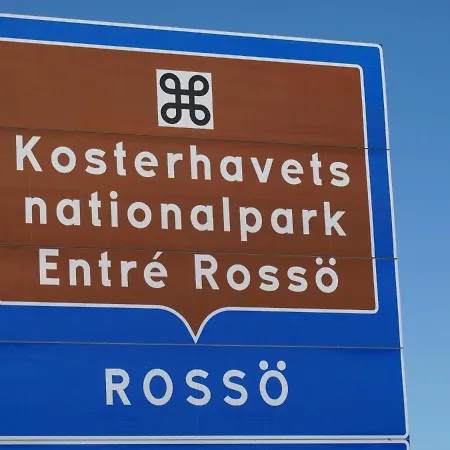 Kosterhavets
nationalpark
Entré Rossö
ROSSÖ